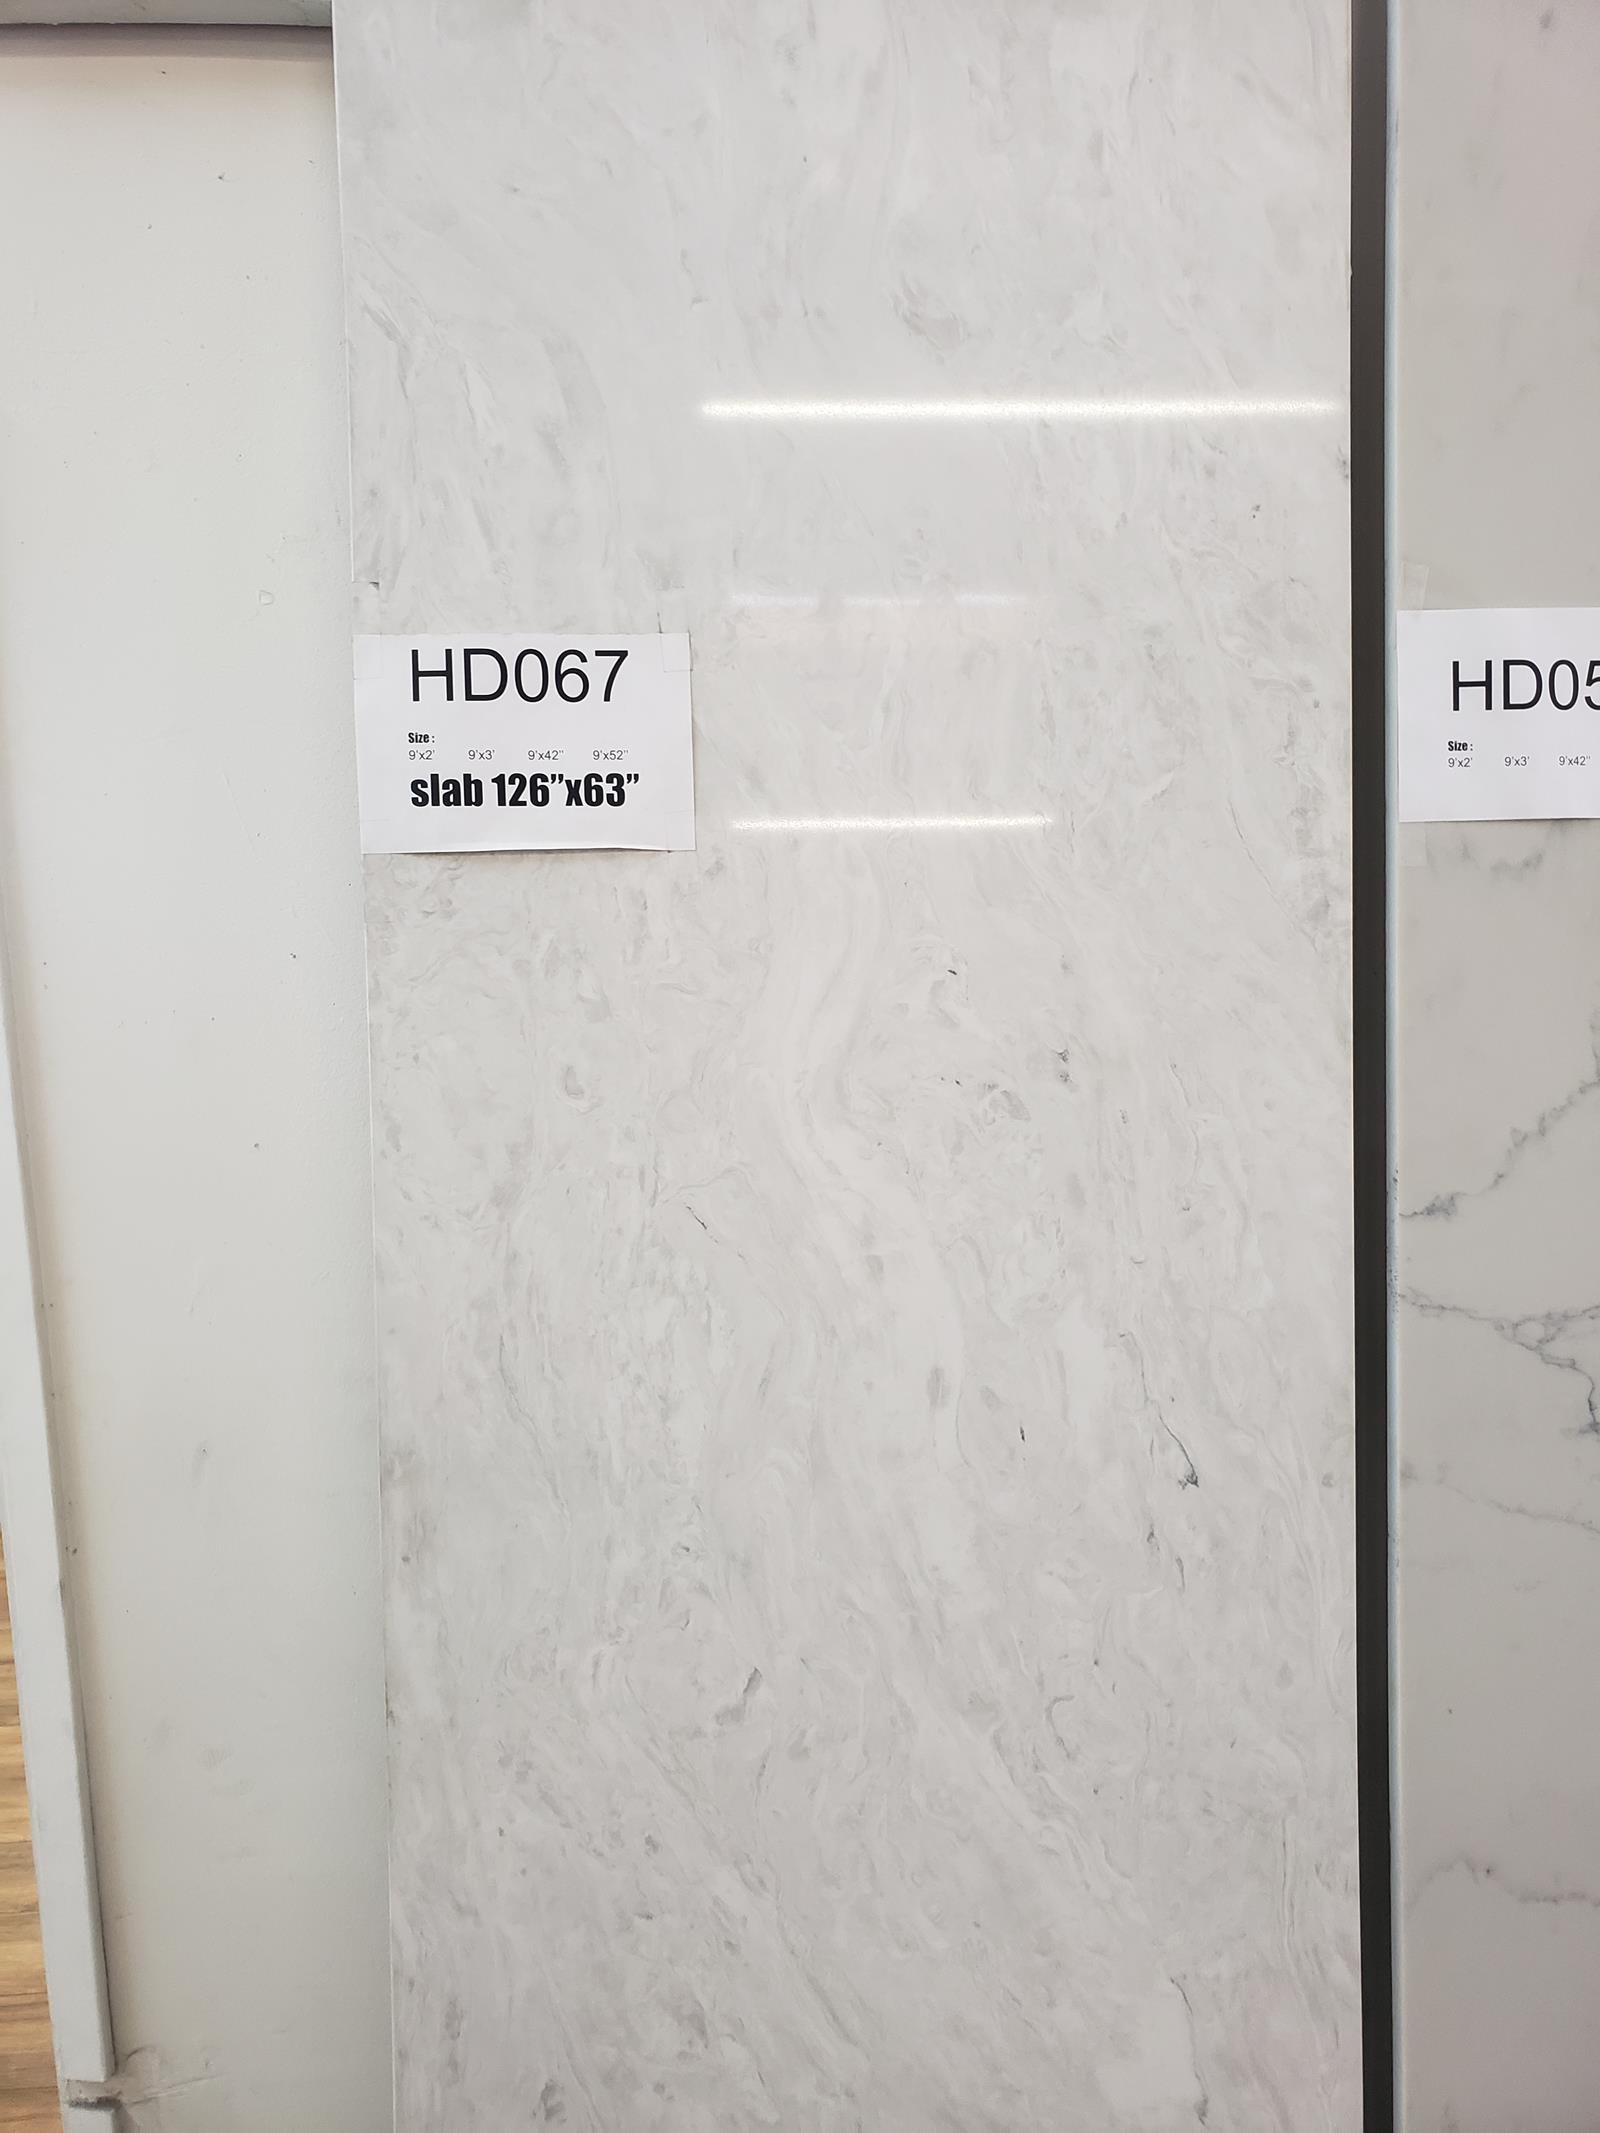 HD067
Size :
9'x2' 9'x3' 9'x42" 9'x52"
slab 126”x63”
HD05
Size :
9'x2' 9'x3' 9'x42"